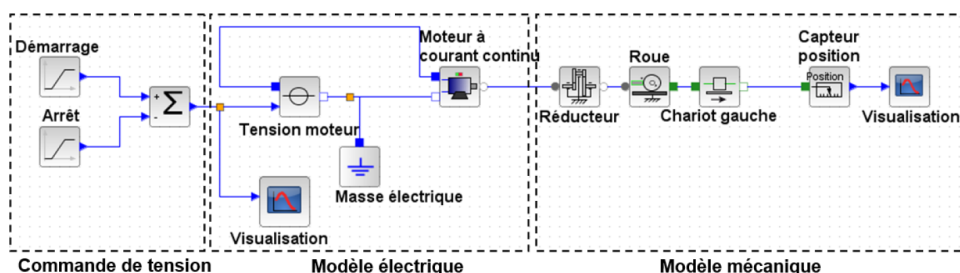 Démarrage
Arrêt
+
-
Σ
Tension moteur
Masse électrique
Visualisation
Moteur à
courant continu
Réducteur
Roue
Chariot gauche
Capteur
position
Position
Visualisation
Commande de tension
Modèle électrique
Modèle mécanique